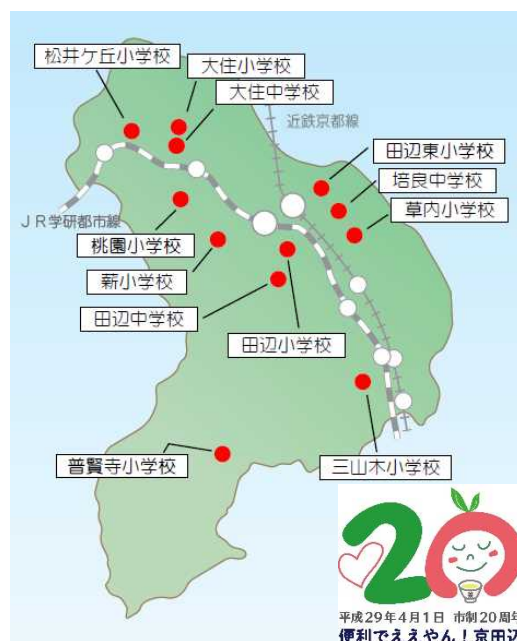 松井ケ丘小学校
大住小学校
大住中学校
近鉄京都線
田辺東小学校
培良中学校
草内小学校
JR学研都市線
桃園小学校
薪小学校
田辺中学校
田辺小学校
普賢寺小学校
三山木小学校
20
平成29年4月1日 市制20周年
便利でええやん！京田辺